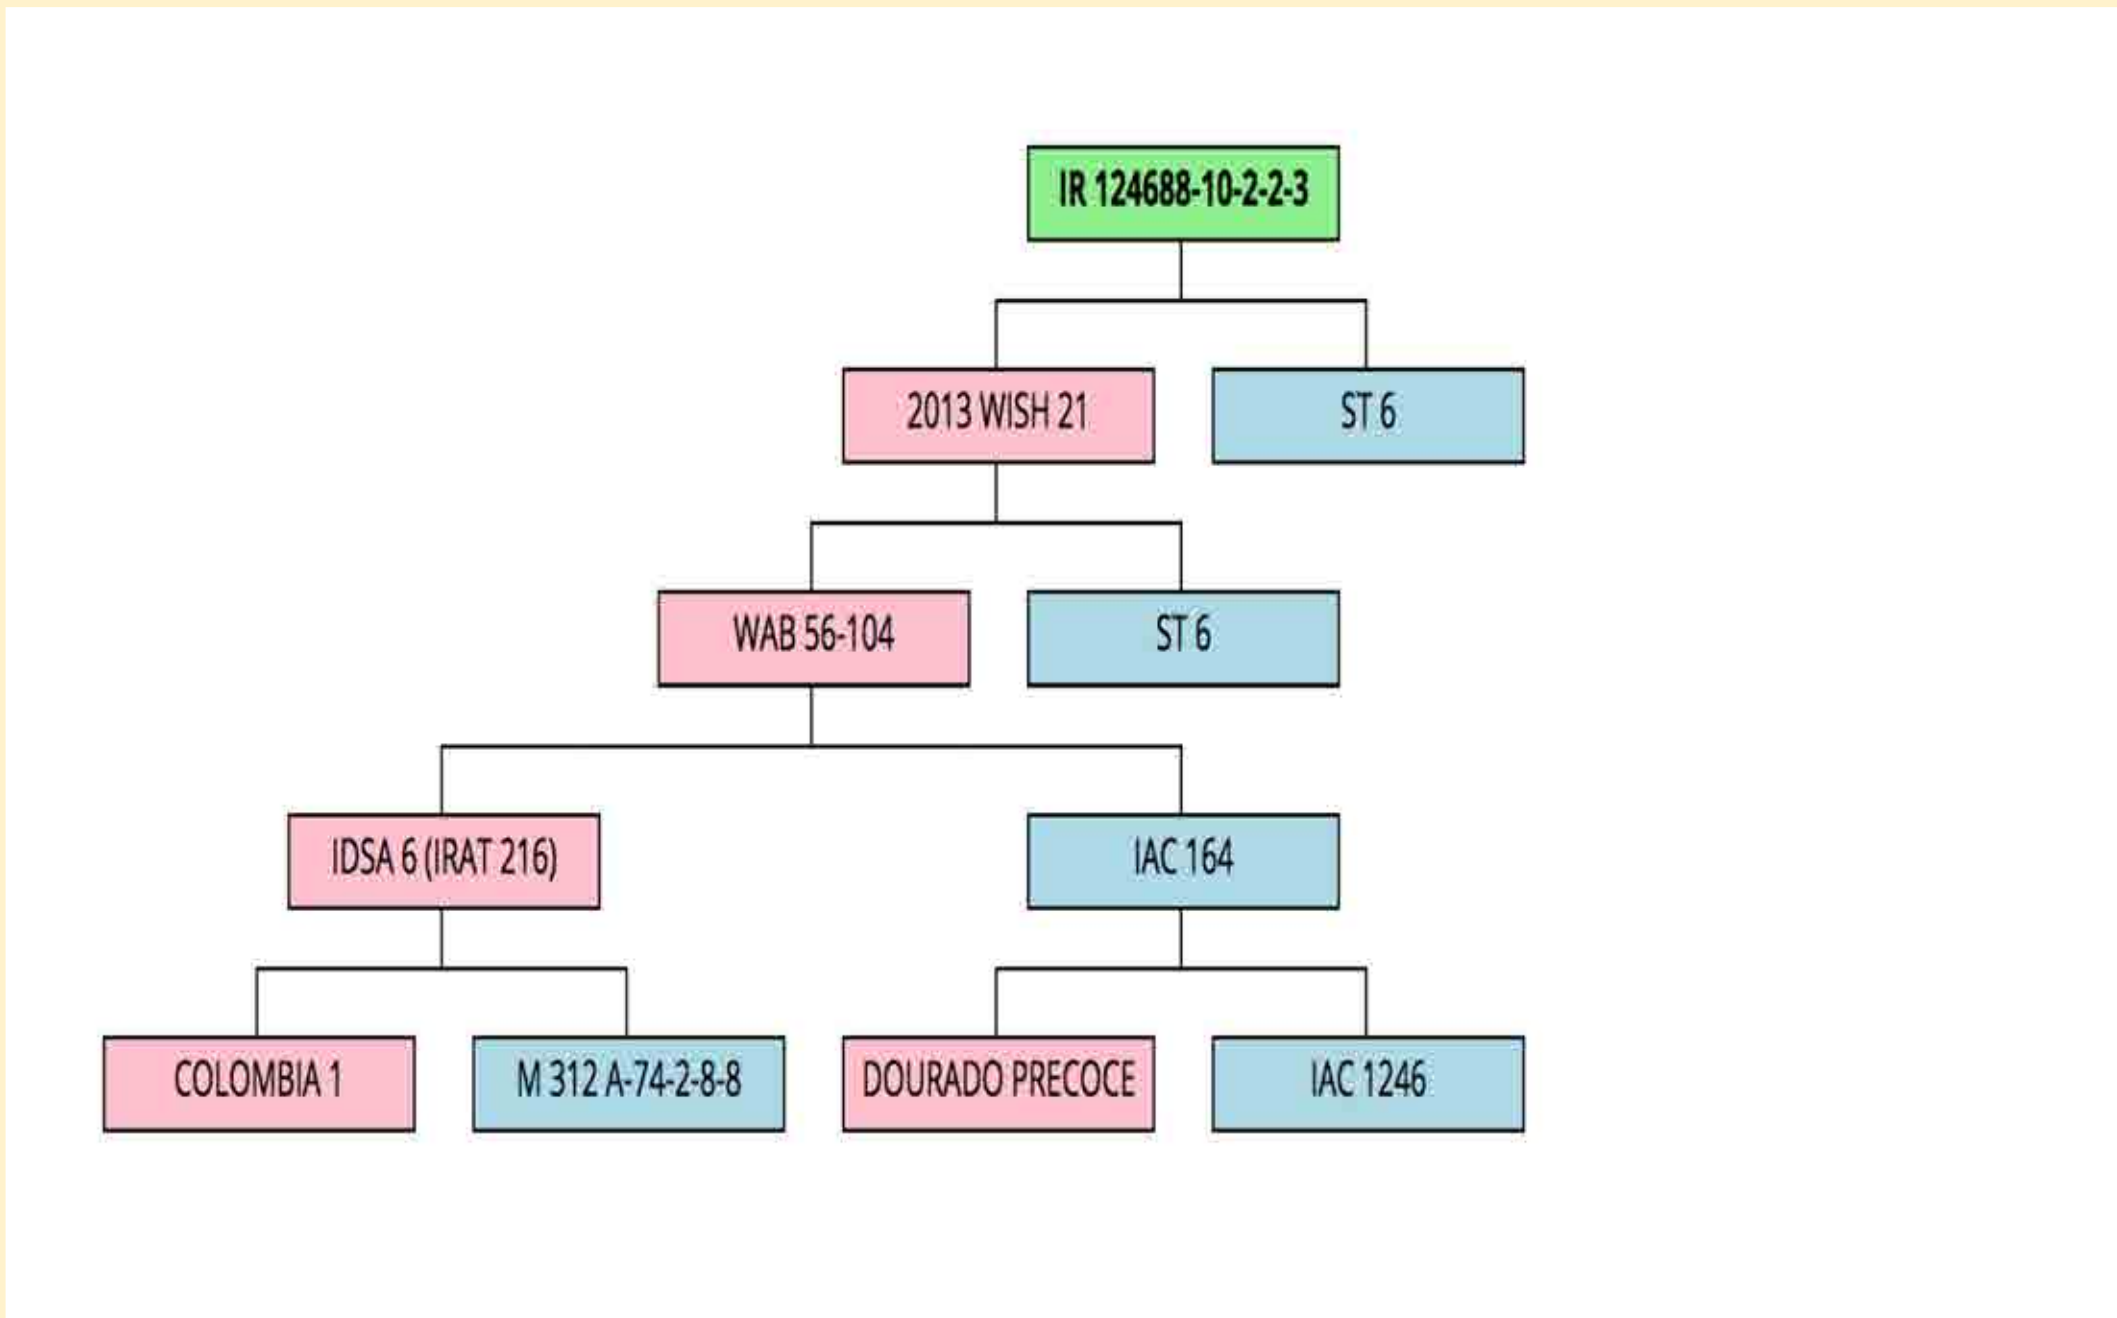 IR 124688-10-2-2-3
2013 WISH 21
ST 6
WAB 56-104
ST 6
IDSA 6 (IRAT 216)
IAC 164
COLOMBIA 1
M 312 A-74-2-8-8
DOURADO PRECOCE
IAC 1246